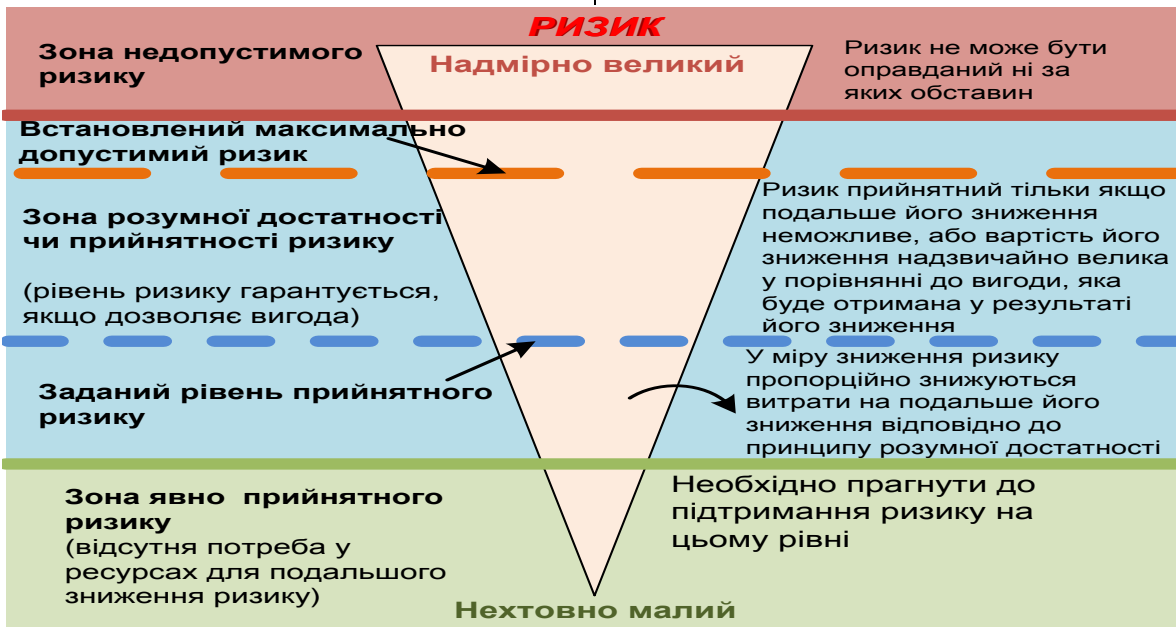 РИЗИК
Зона недопустимого
ризику
Надмірно великий
Ризик не може бути
оправданий ні за
яких обставин
Встановлений максимально
допустимий ризик
Зона розумної достатності
чи прийнятності ризику
(рівень ризику гарантується,
якщо дозволяє вигода)
Ризик прийнятний тільки якщо
подальше його зниження
неможливе, або вартість його
зниження надзвичайно велика
у порівнянні до вигоди, яка
буде отримана у результаті
його зниження
Заданий рівень прийнятного
ризику
У міру зниження ризику
пропорційно знижуються
витрати на подальше його
зниження відповідно до
принципу розумної достатності
Зона явно прийнятного
ризику
(відсутня потреба у
ресурсах для подальшого
зниження ризику)
Необхідно прагнути до
підтримання ризику на
цьому рівні
Нехтовно малий